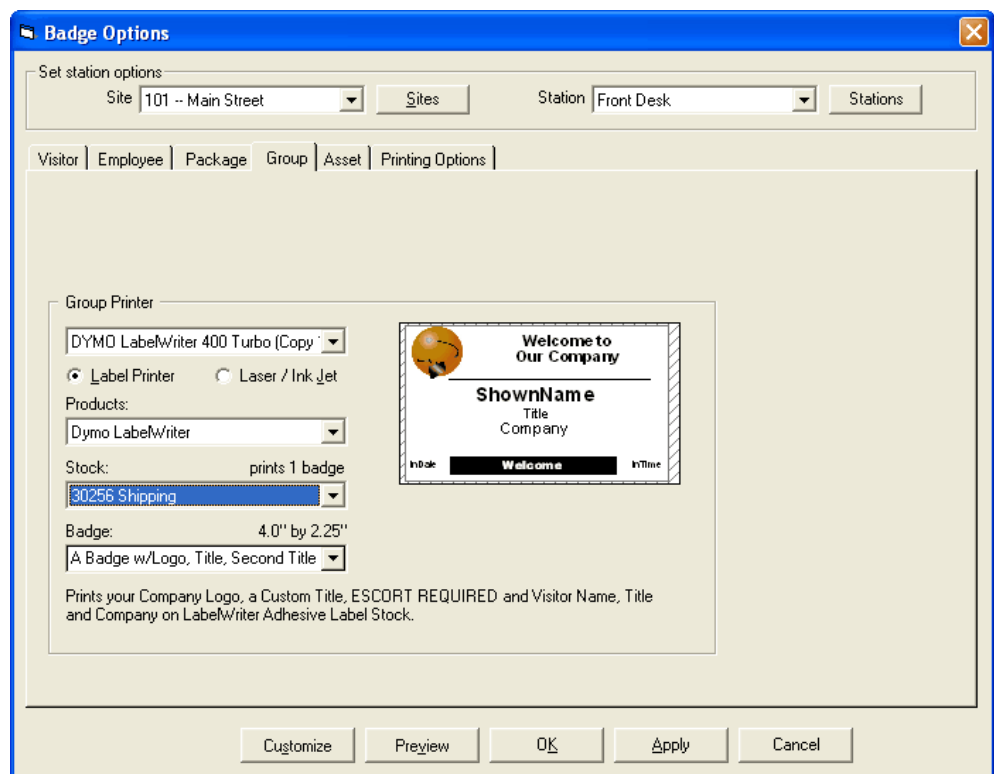 Badge Options
Set station options
Site 101 -- Main Street Sites Station Front Desk Stations
Visitor Employee Package Group Asset Printing Options
Group Printer
DYMO LabelWriter 400 Turbo (Copy
Label Printer Laser / Ink Jet
Products:
Dymo LabelWriter
Stock: prints 1 badge
30256 Shipping
Badge: 4.0" by 2.25"
A Badge w/Logo, Title, Second Title
Prints your Company Logo, a Custom Title, ESCORT REQUIRED and Visitor Name, Title
and Company on LabelWriter Adhesive Label Stock.
Welcome to
Our Company
ShownName
Title
Company
InDate Welcome InTime
Customize Preview OK Apply Cancel